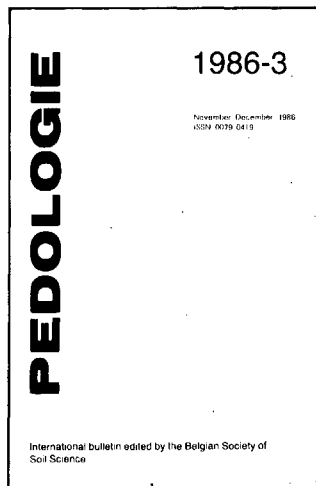 1986-3
November-December 1986
ISSN 0079-0419
PEDOLOGIE
International bulletin edited by the Belgian Society of
Soil Science